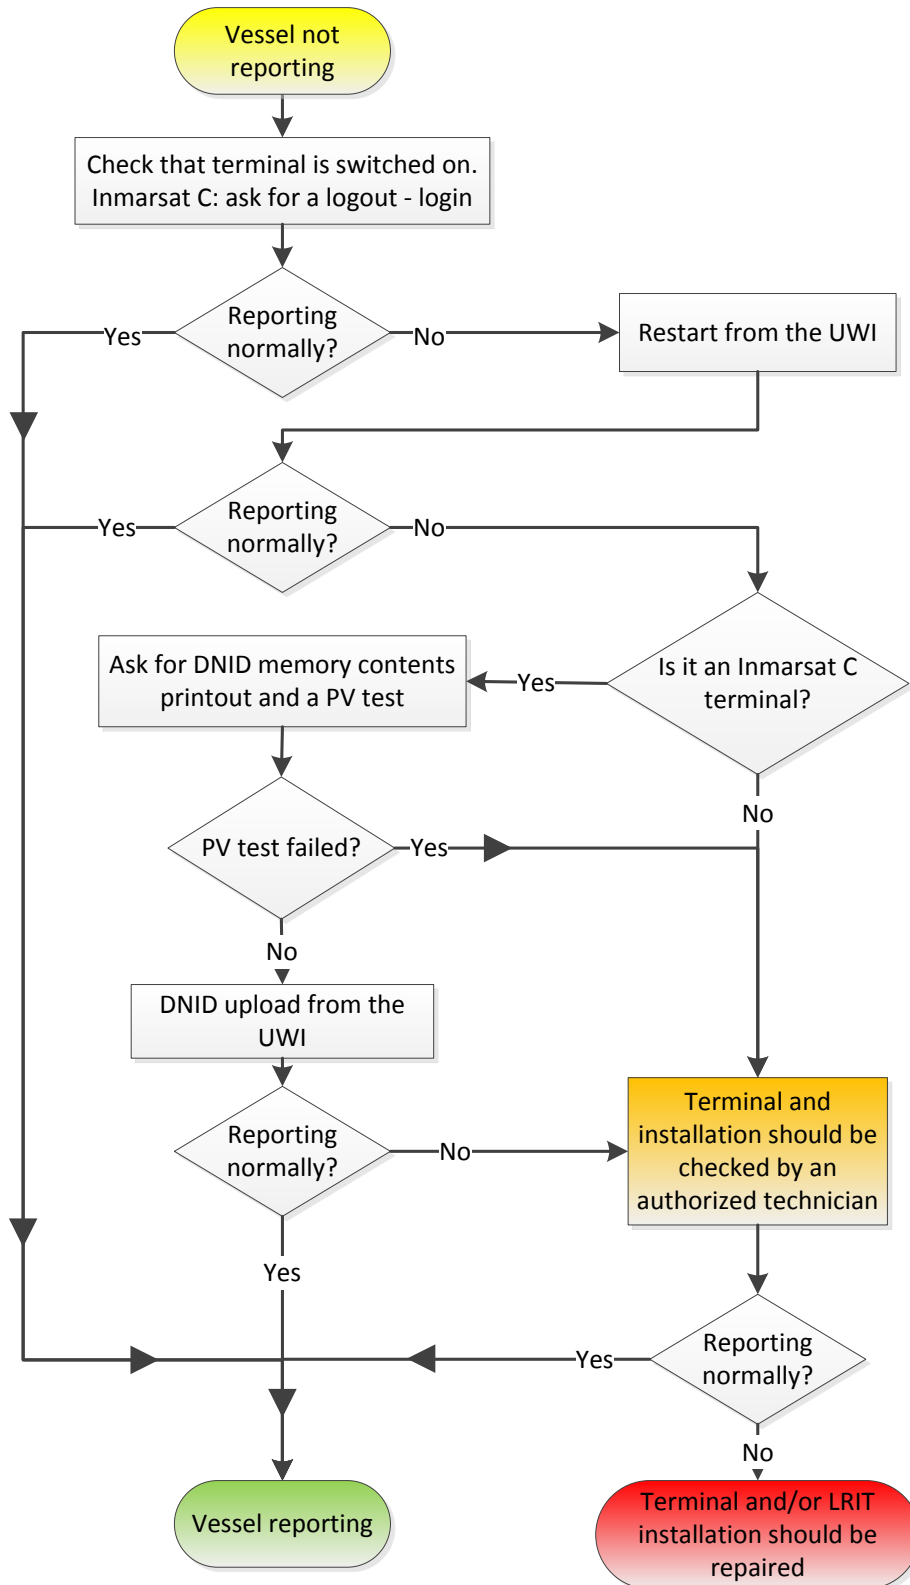 Vessel not
reporting
Check that terminal is switched on.
Inmarsat C: ask for a logout - login
Reporting
normally?
Yes
No
Restart from the UWI
Reporting
normally?
Yes
No
Is it an Inmarsat C
terminal?
Yes
No
Ask for DNID memory contents
printout and a PV test
PV test failed?
Yes
No
DNID upload from the
UWI
Reporting
normally?
No
Yes
Terminal and
installation should be
checked by an
authorized technician
Reporting
normally?
Yes
No
Vessel reporting
Terminal and/or LRIT
installation should be
repaired